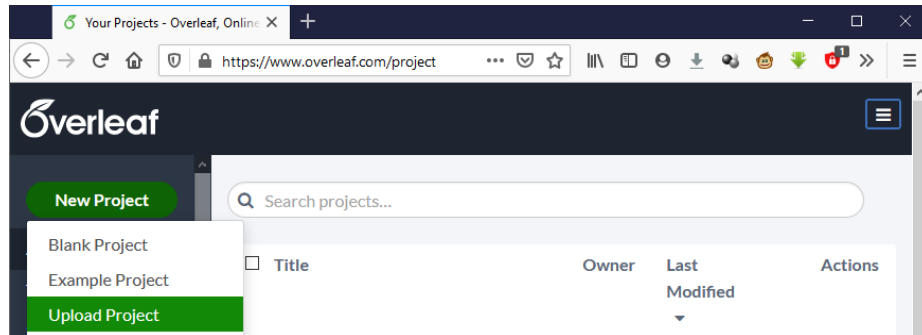 Your Projects - Overleaf, Online
https://www.overleaf.com/project
1
Overleaf
New Project
Search projects...
Blank Project
Example Project
Upload Project
Title
Owner
Last
Modified
Actions